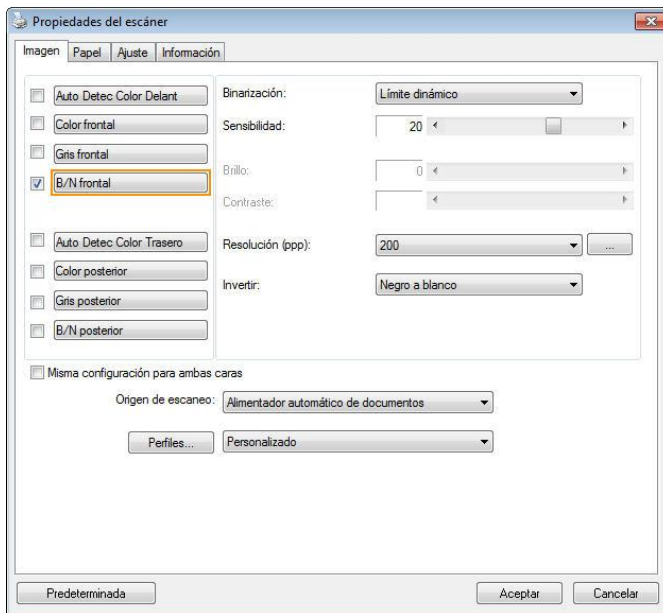 Propiedades del escáner
Imagen Papel Ajuste Información
Auto Detec Color Delant
Color frontal
Gris frontal
B/N frontal
Auto Detec Color Trasero
Color posterior
Gris posterior
B/N posterior
Binarización: Límite dinámico
Sensibilidad: 20
Brillo: 0
Contraste:
Resolución (ppp): 200 ...
Invertir: Negro a blanco
Misma configuración para ambas caras
Origen de escaneo: Alimentador automático de documentos
Perfiles... Personalizado
Predeterminada Aceptar Cancelar